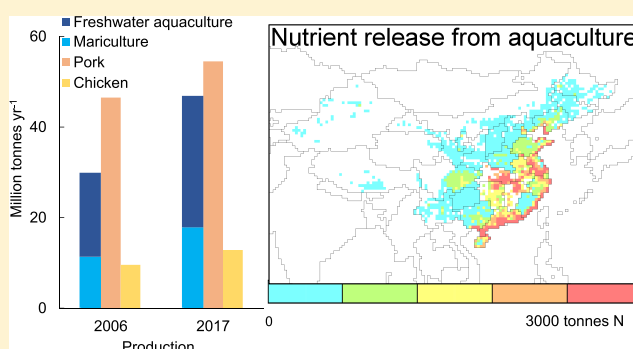 Freshwater aquaculture
Mariculture
Pork
Chicken
Million tonnes yr-1
60
40
20
0
2006
2017
Production
Nutrient release from aquaculture
0
3000 tonnes N